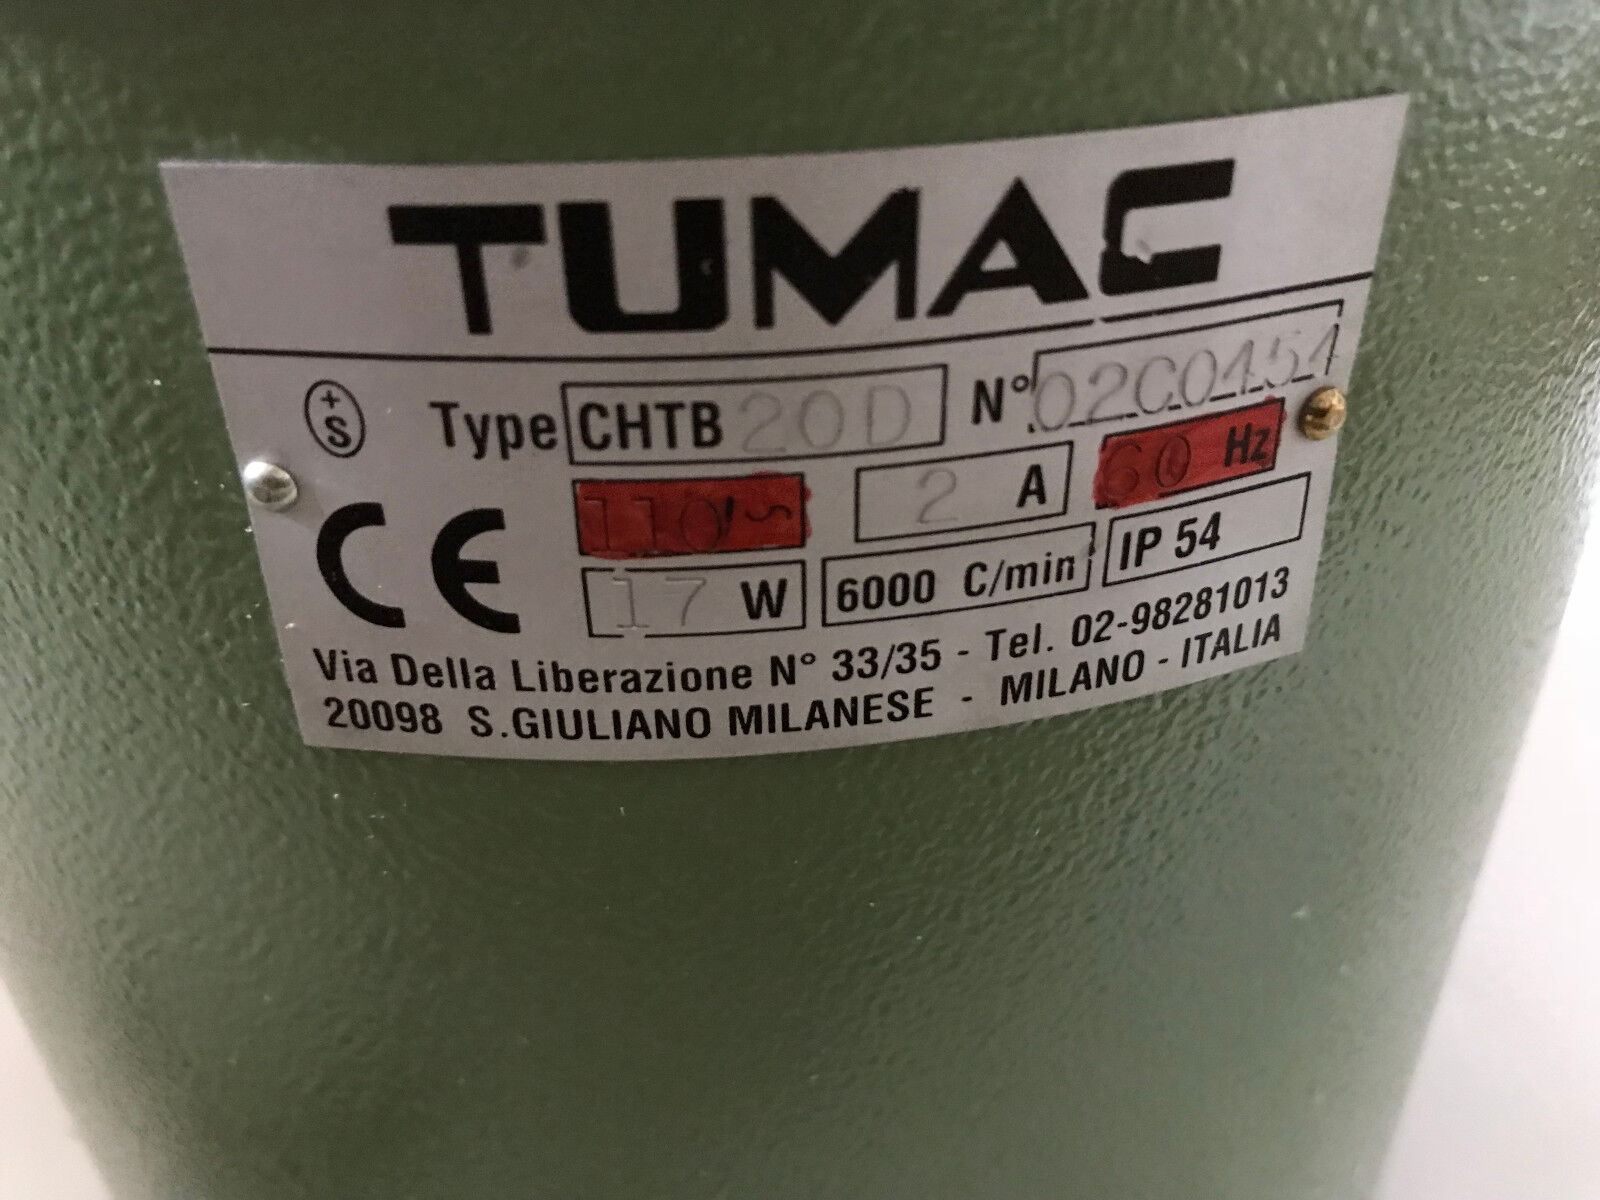 TUMAC
+S Type CHTB 20D N° 02C0151
CE 110~ 2 A 60 Hz
17 W 6000 C/min IP 54
Via Della Liberazione N° 33/35 - Tel. 02-98281013
20098 S.GIULIANO MILANESE - MILANO - ITALIA